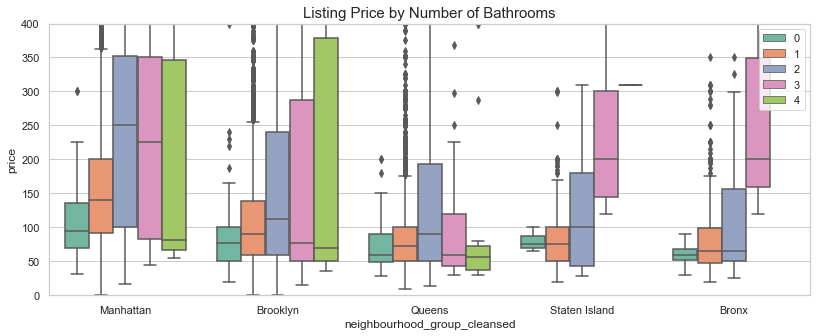 Listing Price by Number of Bathrooms
400
350
300
250
200
150
100
50
0
price
0
1
2
3
4
Manhattan
Brooklyn
Queens
Staten Island
Bronx
neighbourhood_group_cleansed